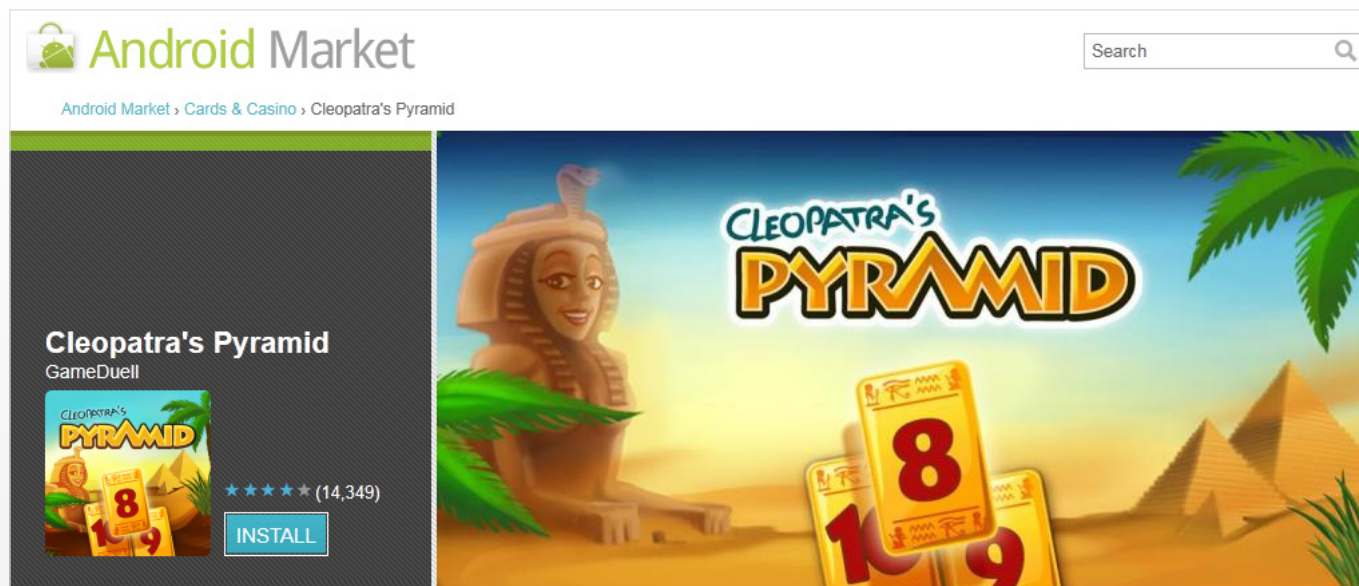 Android Market
Search
Android Market › Cards & Casino › Cleopatra's Pyramid
CLEOPATRA'S
PYRAMID
Cleopatra's Pyramid
GameDuell
CLEOPATRA'S
PYRAMID
8
10
9
(14,349)
INSTALL
8
10
9